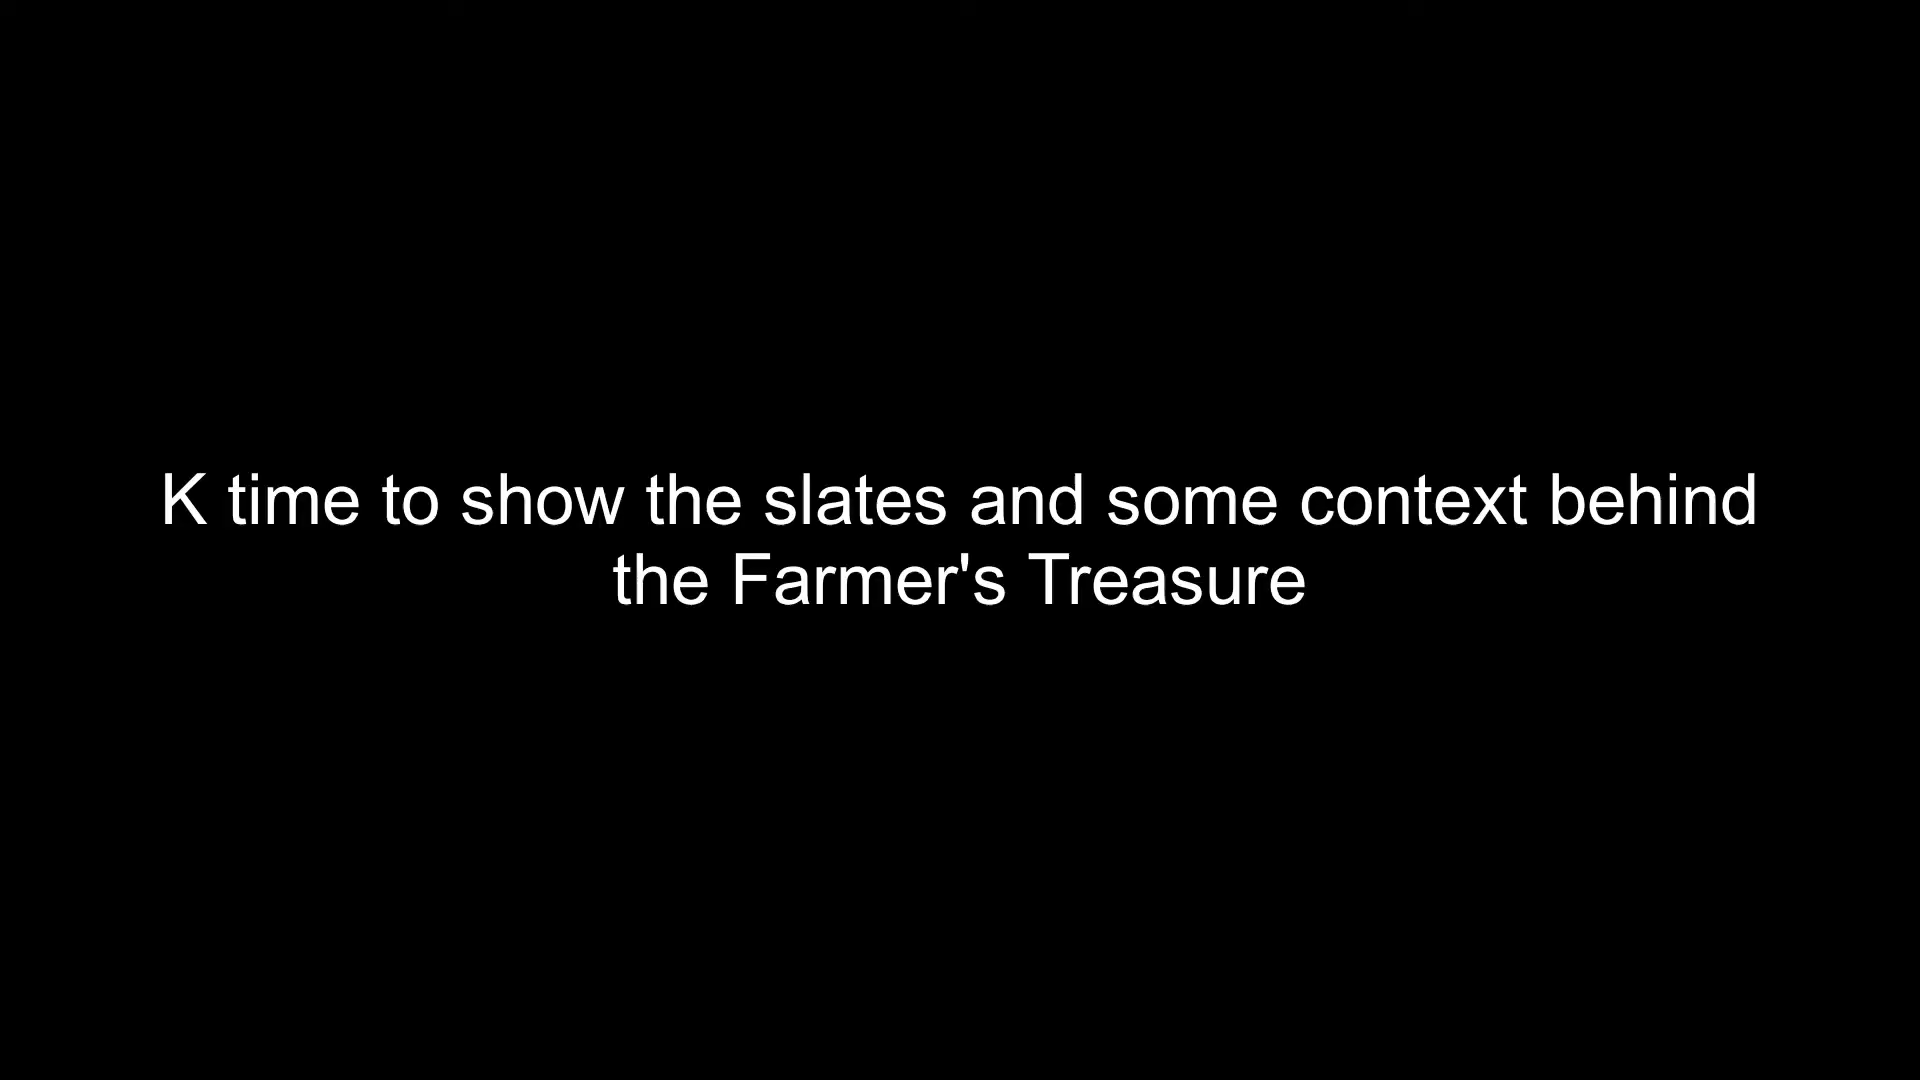 K time to show the slates and some context behind
the Farmer's Treasure